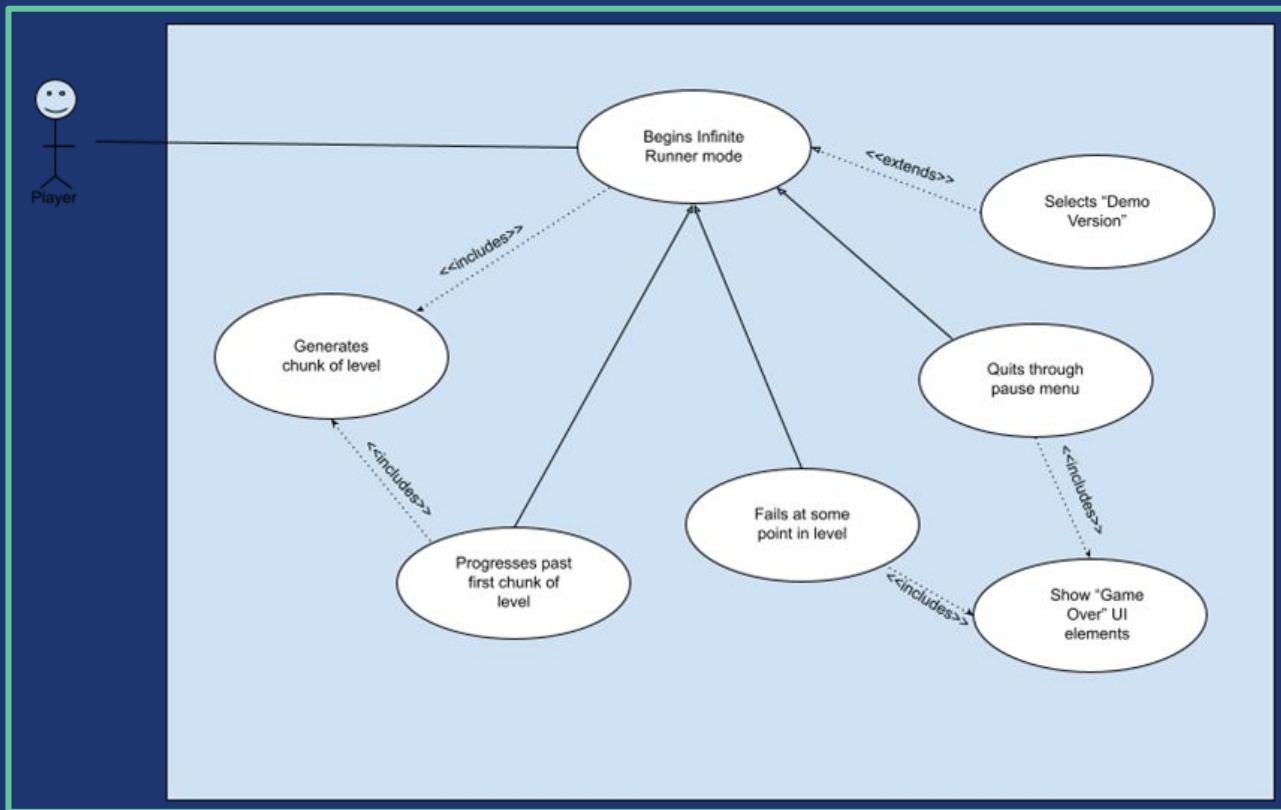 Player
Begins Infinite
Runner mode
<<extends>>
Selects "Demo
Version"
<<includes>>
Generates
chunk of level
Quits through
pause menu
<<includes>>
<<includes>>
Fails at some
point in level
Progresses past
first chunk of
level
<<includes>>
Show "Game
Over" UI
elements